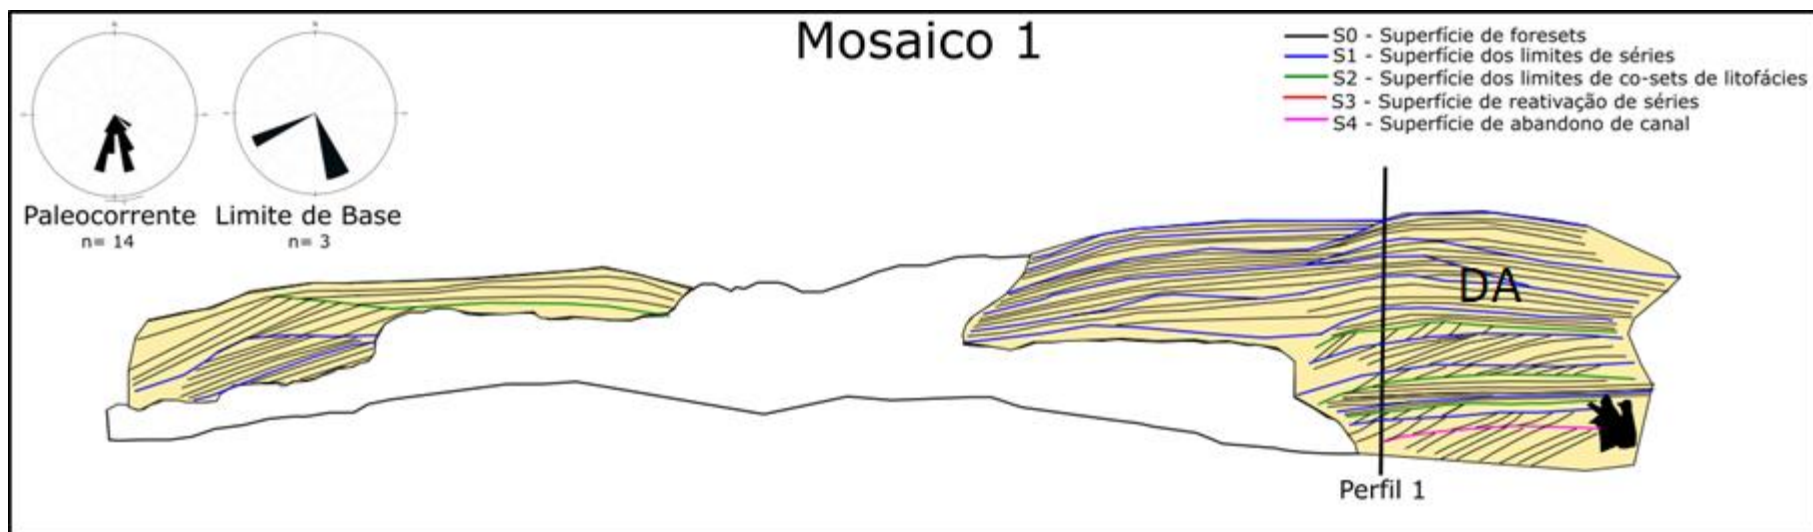 Mosaico 1
S0 - Superfície de foresets
S1 - Superfície dos limites de séries
S2 - Superfície dos limites de co-sets de litofácies
S3 - Superfície de reativação de séries
S4 - Superfície de abandono de canal
Paleocorrente
n= 14
Limite de Base
n= 3
DA
Perfil 1